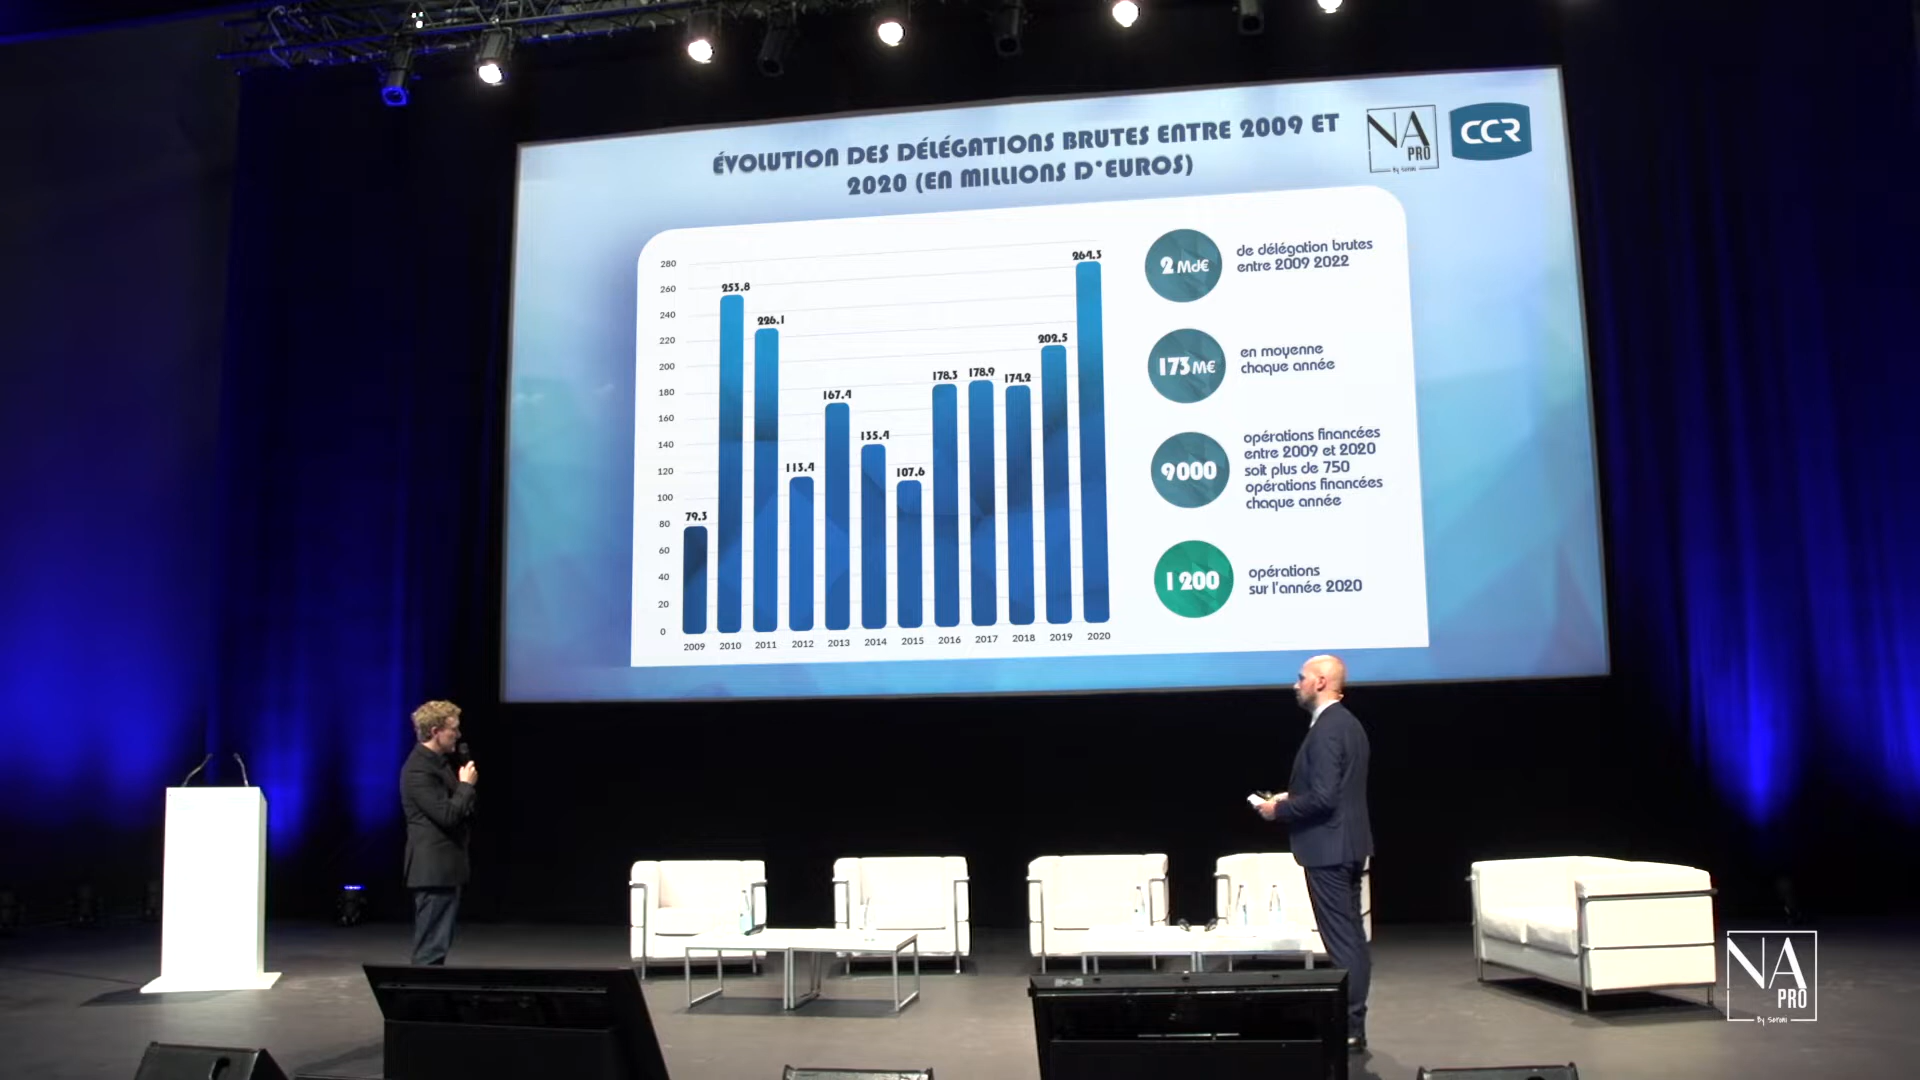 ÉVOLUTION DES DÉLÉGATIONS BRUTES ENTRE 2009 ET
2020 (EN MILLIONS D'EUROS)
NA
PRO
By Soroni
CCR
280
260
240
220
200
180
160
140
120
100
80
60
40
20
0
79.3
253.8
226.1
113.4
167.4
135.4
107.6
178.3
178.9
174.2
202.5
264.3
2009 2010 2011 2012 2013 2014 2015 2016 2017 2018 2019 2020
2 Md€
de délégation brutes
entre 2009 2022
173 M€
en moyenne
chaque année
9000
opérations financées
entre 2009 et 2020
soit plus de 750
opérations financées
chaque année
1 200
opérations
sur l'année 2020
NA
PRO
By Soroni